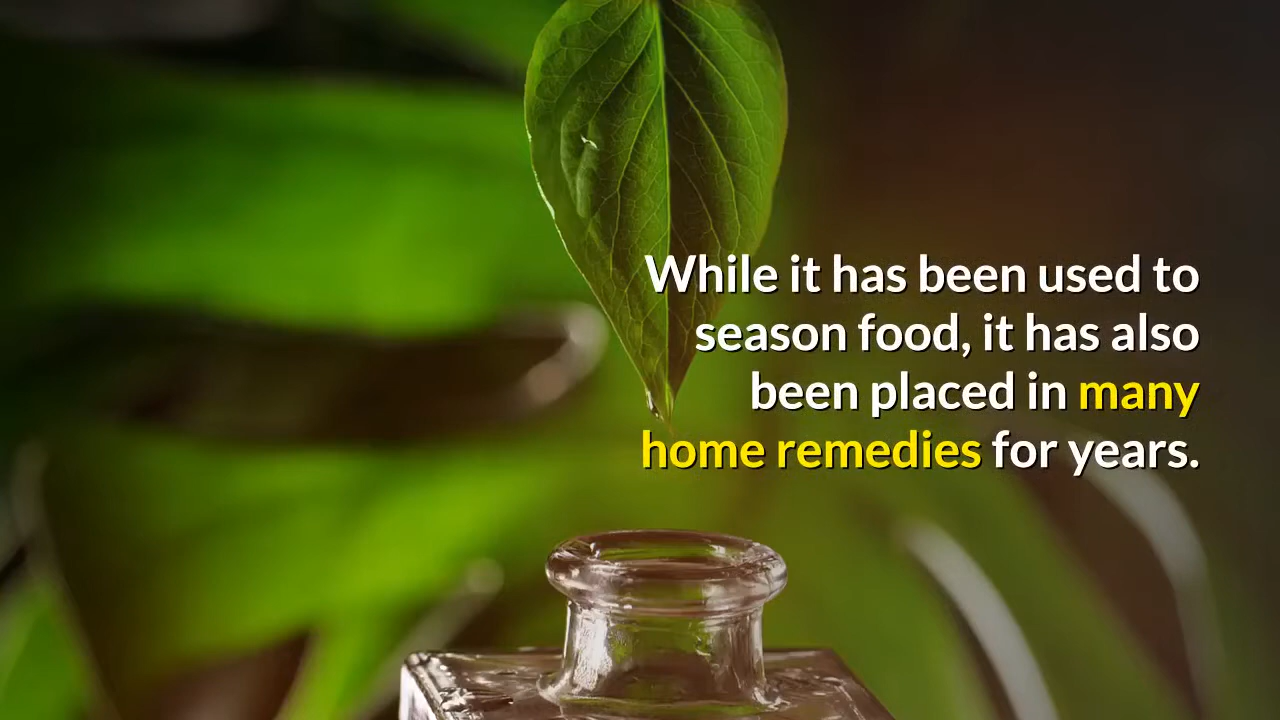 While it has been used to
season food, it has also
been placed in many
home remedies for years.